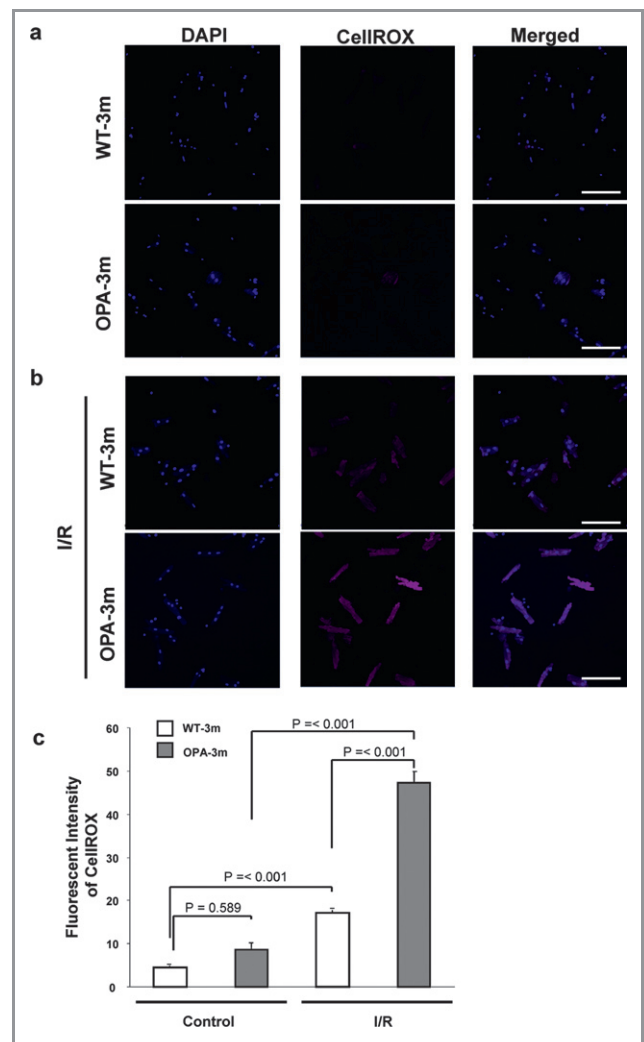 a
DAPI CellROX Merged
WT-3m
OPA-3m
b
I/R
WT-3m
OPA-3m
c
Fluorescent Intensity
of CellROX
60
50
40
30
20
10
0
WT-3m
OPA-3m
P =< 0.001
P =< 0.001
P =< 0.001
P = 0.589
Control I/R